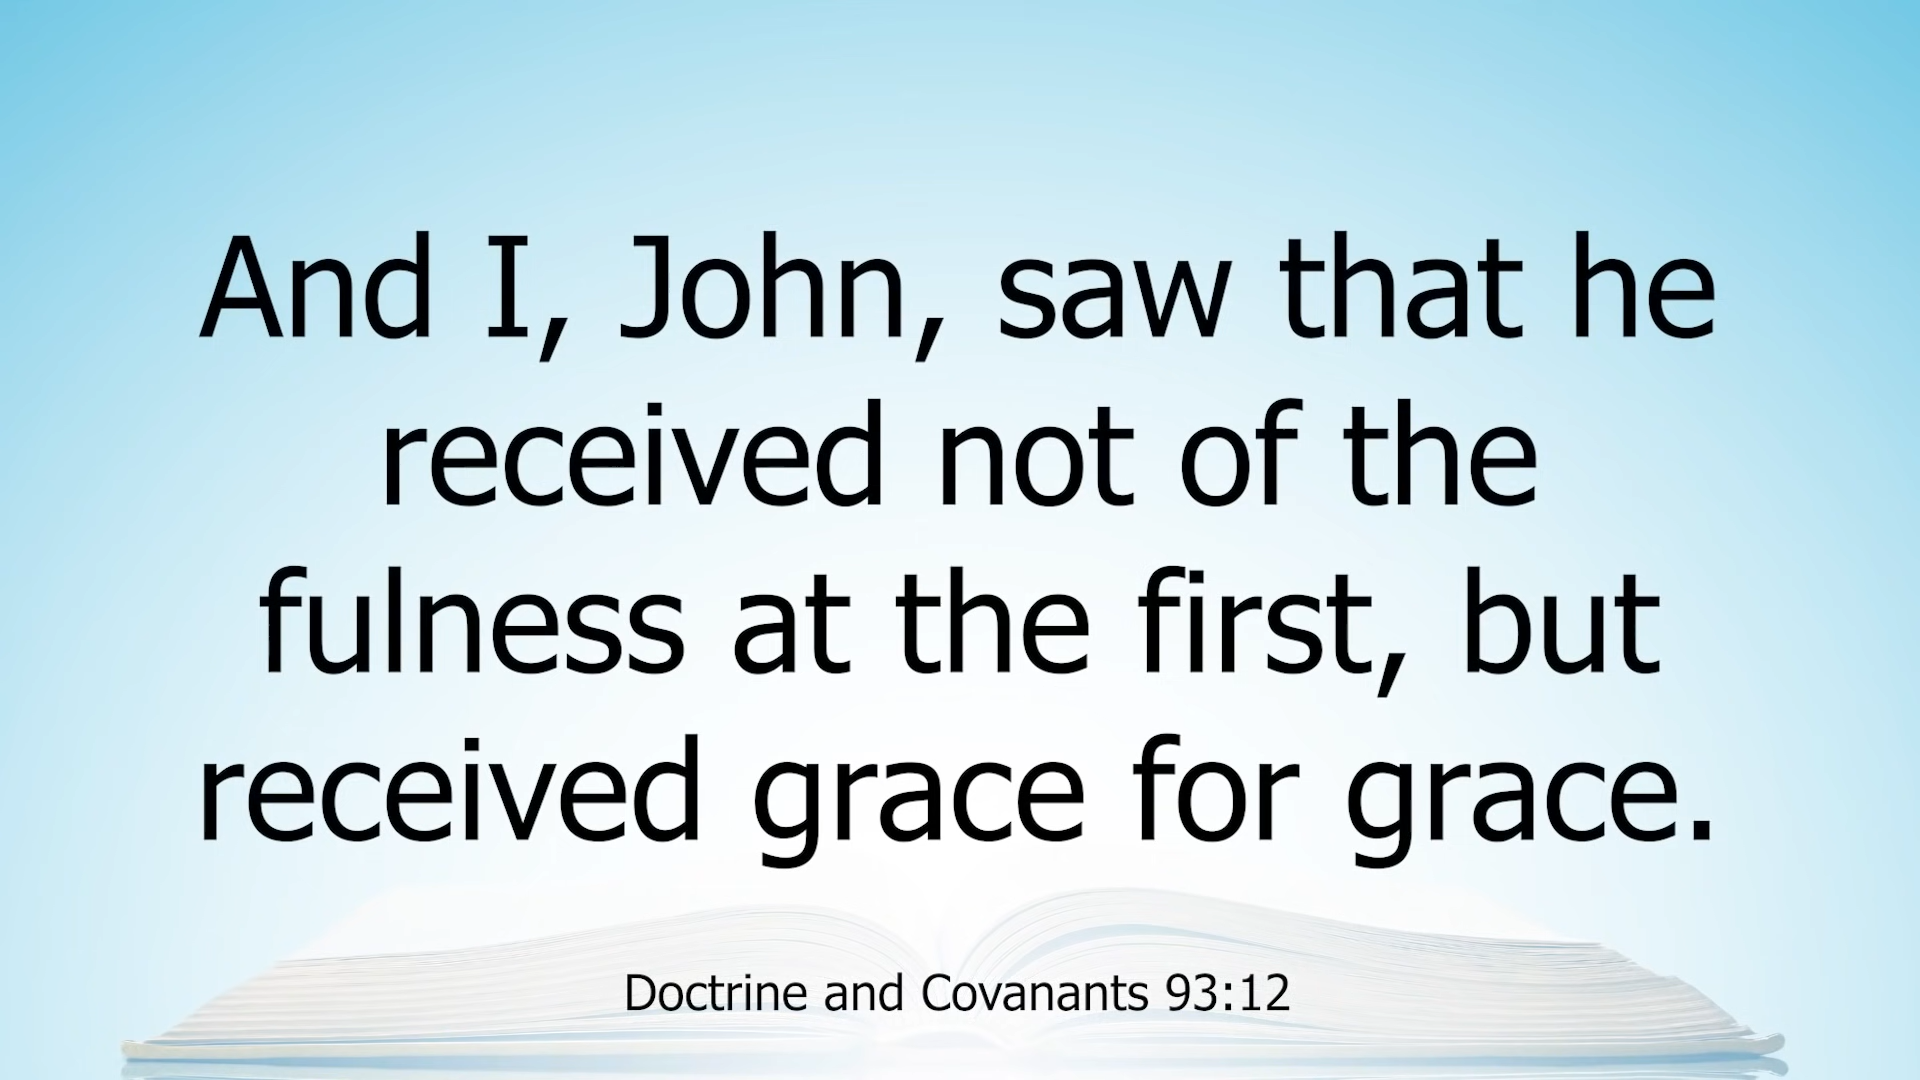 And I, John, saw that he
received not of the
fulness at the first, but
received grace for grace.
Doctrine and Covanants 93:12